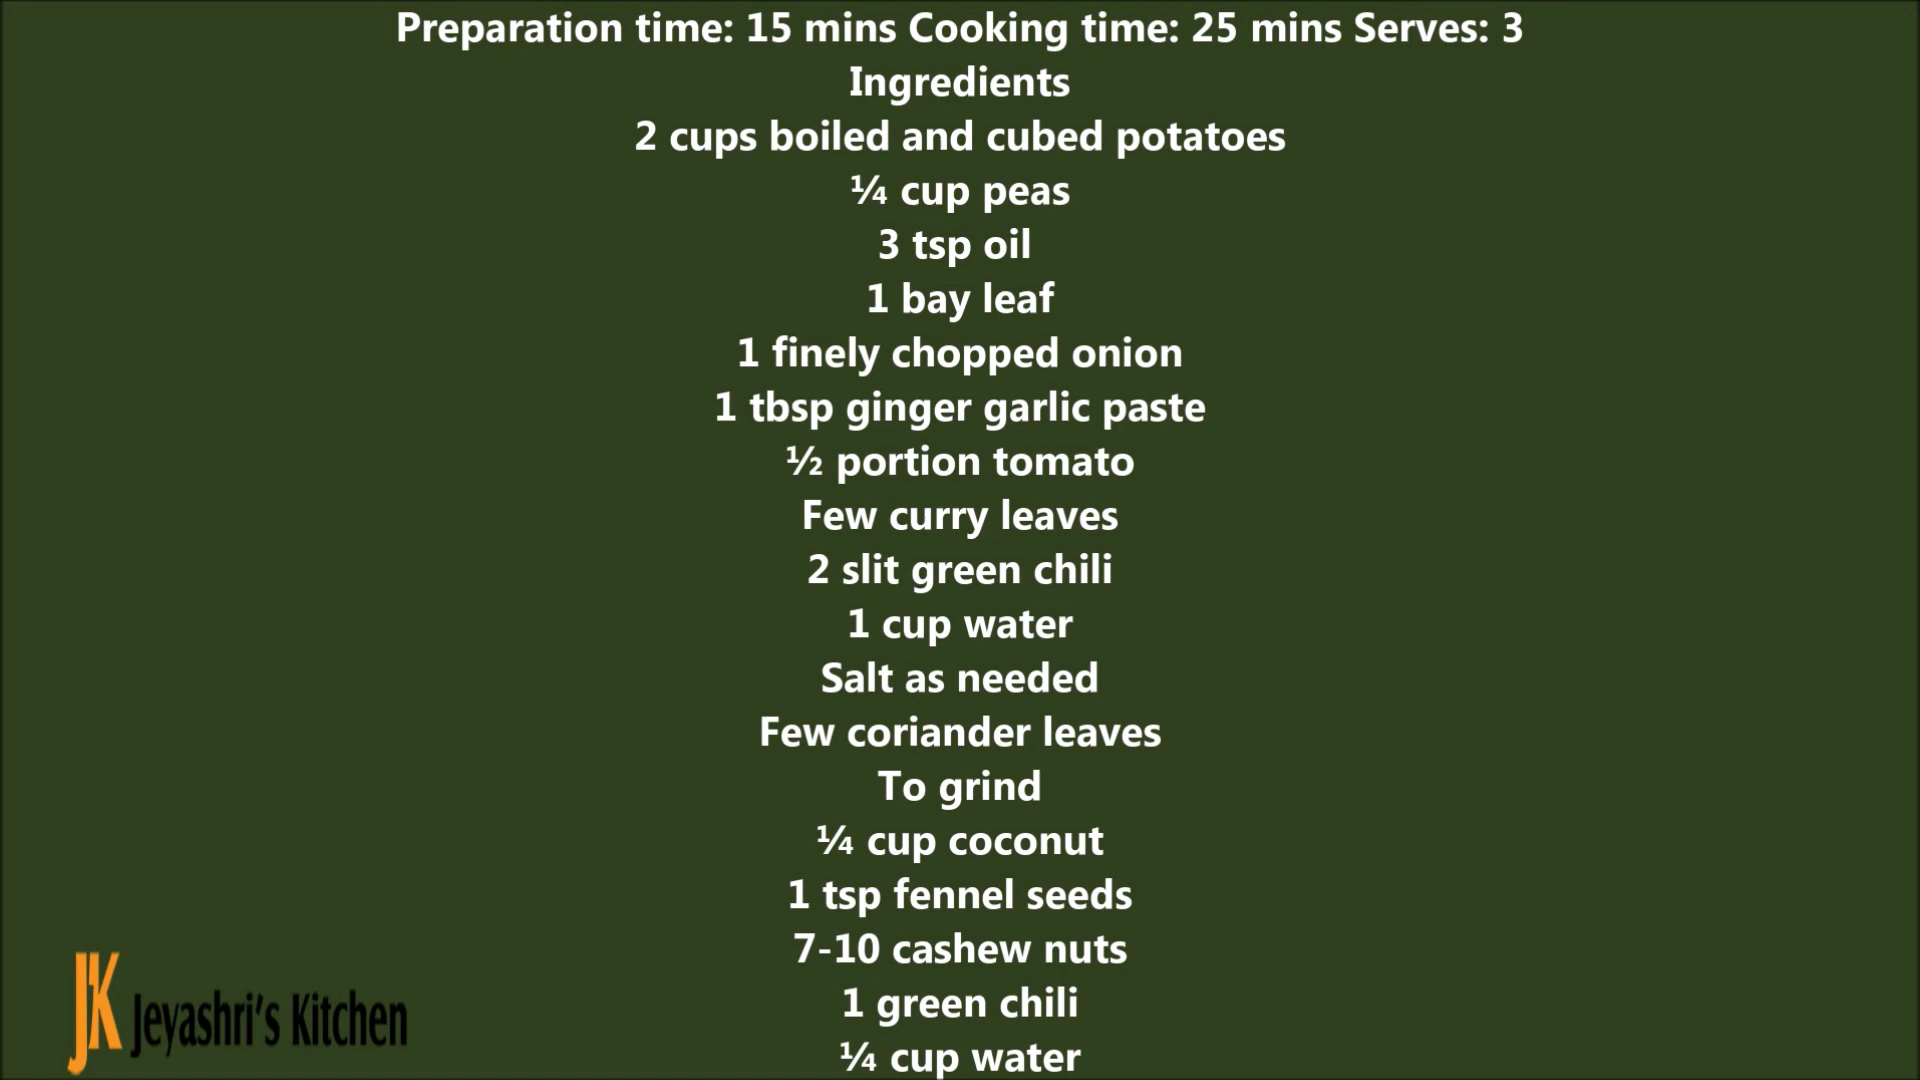 Preparation time: 15 mins Cooking time: 25 mins Serves: 3
Ingredients
2 cups boiled and cubed potatoes
¼ cup peas
3 tsp oil
1 bay leaf
1 finely chopped onion
1 tbsp ginger garlic paste
½ portion tomato
Few curry leaves
2 slit green chili
1 cup water
Salt as needed
Few coriander leaves
To grind
¼ cup coconut
1 tsp fennel seeds
7-10 cashew nuts
1 green chili
¼ cup water
JK Jeyashri's Kitchen